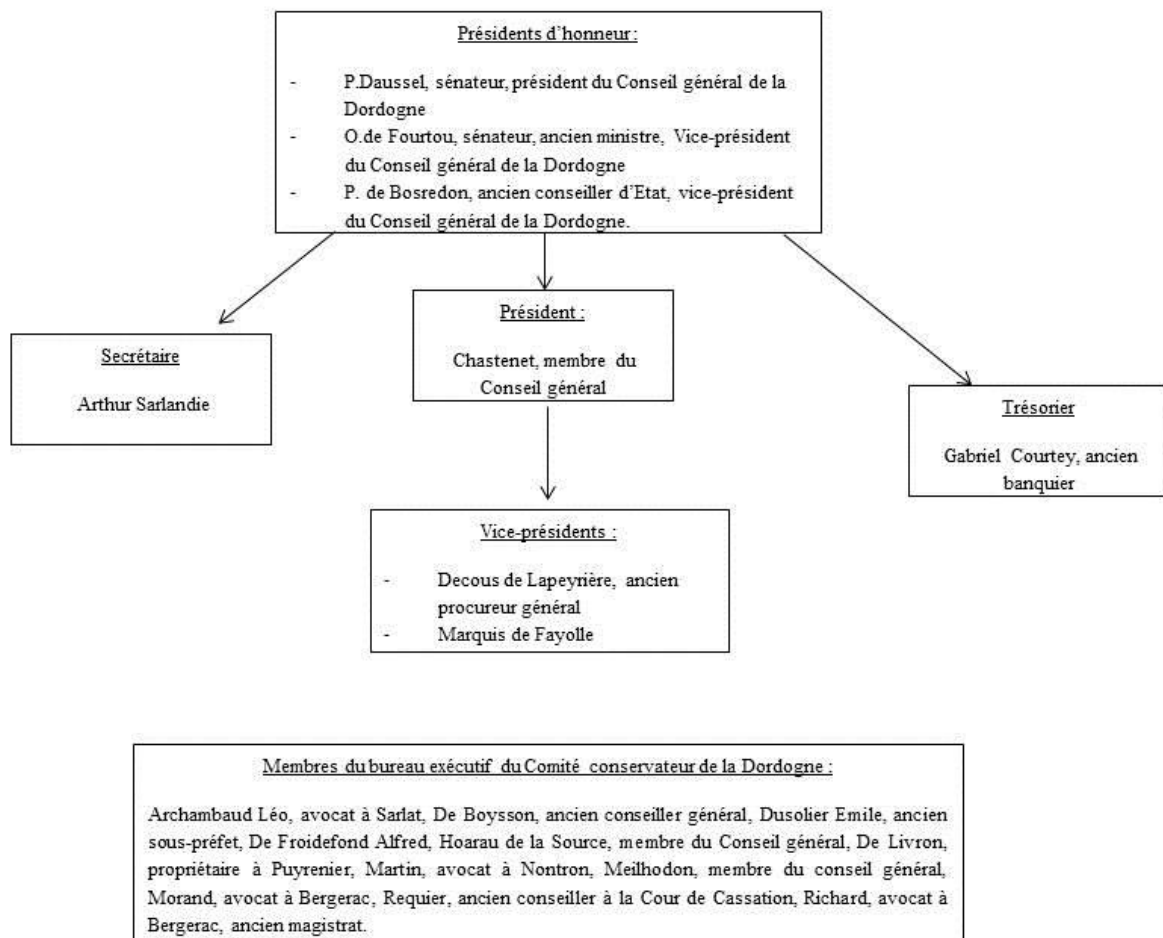 Présidents d’honneur :
- P.Daussel, sénateur, président du Conseil général de la
Dordogne
- O.de Fourtou, sénateur, ancien ministre, Vice-président
du Conseil général de la Dordogne
- P. de Bosredon, ancien conseiller d’Etat, vice-président
du Conseil général de la Dordogne.
Secrétaire
Arthur Sarlandie
Président :
Chastenet, membre du
Conseil général
Trésorier
Gabriel Courtey, ancien
banquier
Vice-présidents :
- Decous de Lapeyrière, ancien
procureur général
- Marquis de Fayolle
Membres du bureau exécutif du Comité conservateur de la Dordogne :
Archambaud Léo, avocat à Sarlat, De Boysson, ancien conseiller général, Dusolier Emile, ancien
sous-préfet, De Froidefond Alfred, Hoarau de la Source, membre du Conseil général, De Livron,
propriétaire à Puyrenier, Martin, avocat à Nontron, Meilhodon, membre du conseil général,
Morand, avocat à Bergerac, Requier, ancien conseiller à la Cour de Cassation, Richard, avocat à
Bergerac, ancien magistrat.